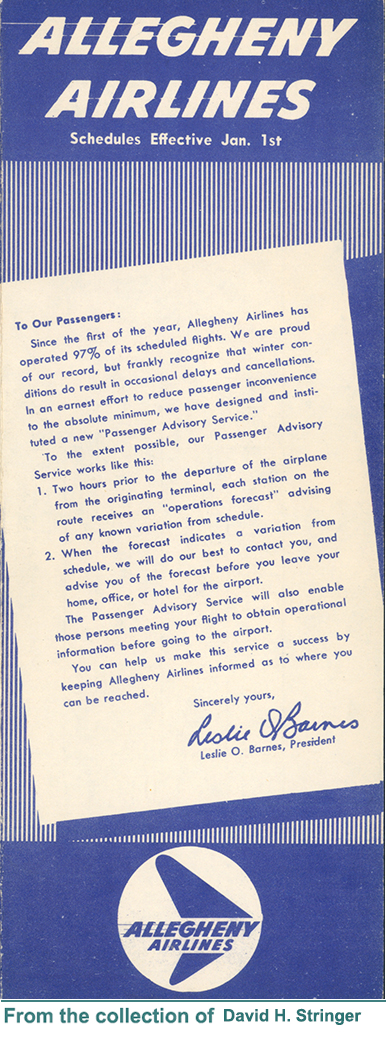 ALLEGHENY
AIRLINES
Schedules Effective Jan. 1st
To Our Passengers:
Since the first of the year, Allegheny Airlines has
operated 97% of its scheduled flights. We are proud
of our record, but frankly recognize that winter con-
ditions do result in occasional delays and cancellations.
In an earnest effort to reduce passenger inconvenience
to the absolute minimum, we have designed and insti-
tuted a new "Passenger Advisory Service."
To the extent possible, our Passenger Advisory
Service works like this:
1. Two hours prior to the departure of the airplane
from the originating terminal, each station on the
route receives an "operations forecast" advising
of any known variation from schedule.
2. When the forecast indicates a variation from
schedule, we will do our best to contact you, and
advise you of the forecast before you leave your
home, office, or hotel for the airport.
The Passenger Advisory Service will also enable
those persons meeting your flight to obtain operational
information before going to the airport.
You can help us make this service a success by
keeping Allegheny Airlines informed as to where you
can be reached.
Sincerely yours,
Leslie O Barnes
Leslie O. Barnes, President
ALLEGHENY
AIRLINES
From the collection of David H. Stringer